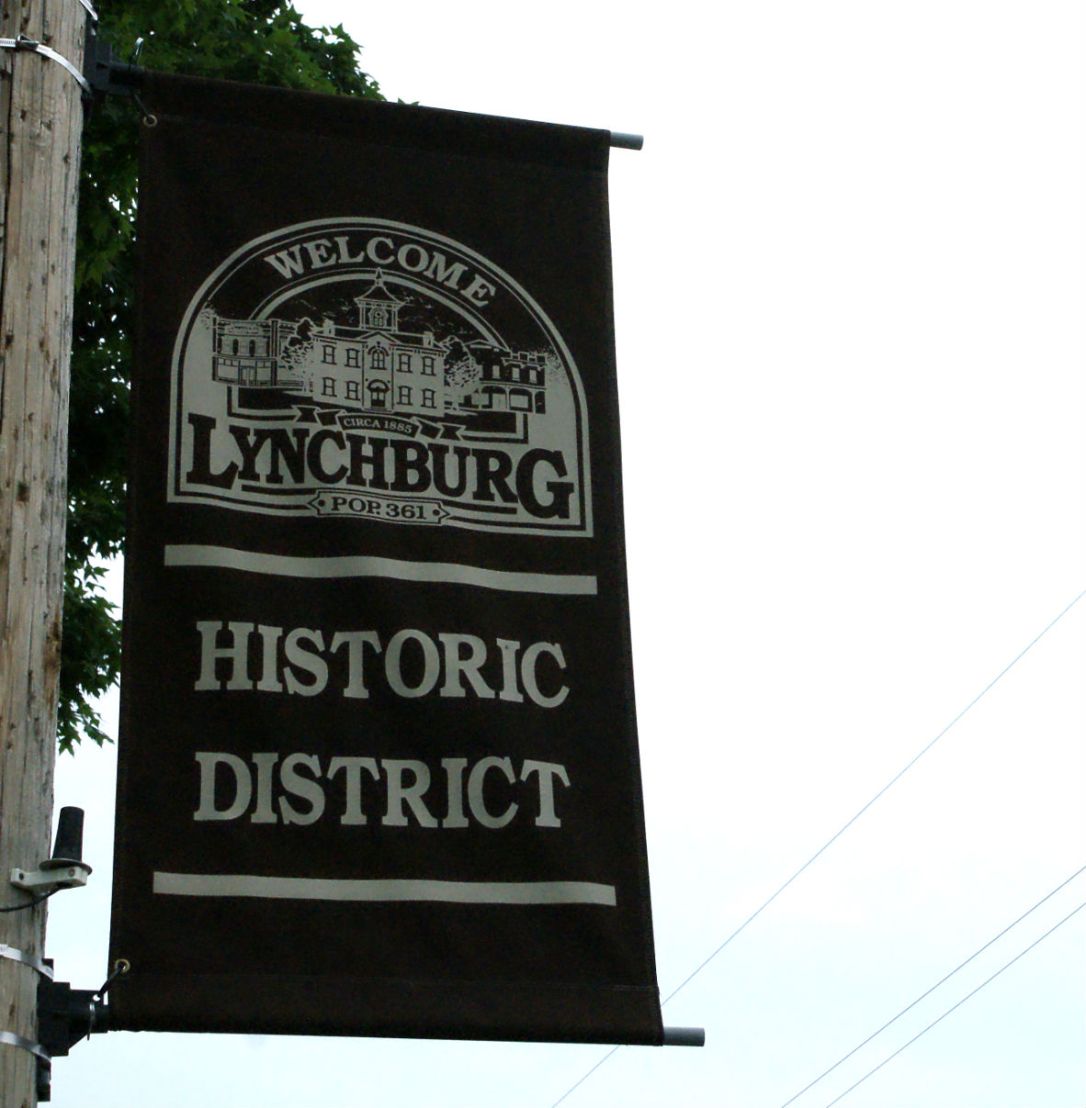 WELCOME
CIRCA 1885
LYNCHBURG
POP. 361
HISTORIC
DISTRICT